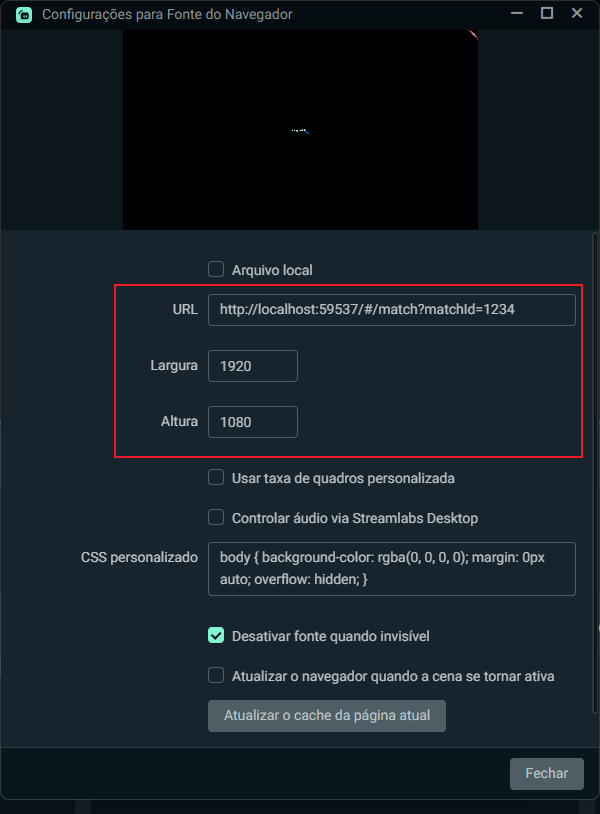 Configurações para Fonte do Navegador
Arquivo local
URL
http://localhost:59537/#/match?matchId=1234
Largura
1920
Altura
1080
Usar taxa de quadros personalizada
Controlar áudio via Streamlabs Desktop
CSS personalizado
body { background-color: rgba(0, 0, 0, 0); margin: 0px
auto; overflow: hidden; }
Desativar fonte quando invisível
Atualizar o navegador quando a cena se tornar ativa
Atualizar o cache da página atual
Fechar